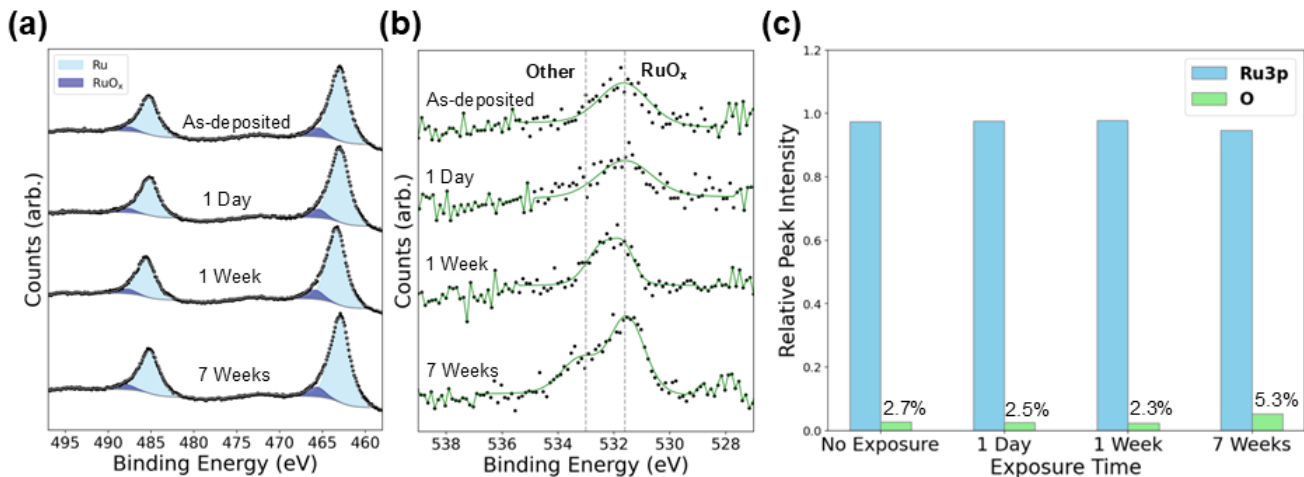 (a)
Ru
RuOx
As-deposited
1 Day
1 Week
7 Weeks
Counts (arb.)
495 490 485 480 475 470 465 460
Binding Energy (eV)
(b)
Other RuOx
As-deposited
1 Day
1 Week
7 Weeks
Counts (arb.)
538 536 534 532 530 528
Binding Energy (eV)
(c)
Ru3p
O
1.2
1.0
0.8
0.6
0.4
0.2
0.0
Relative Peak Intensity
2.7% 2.5% 2.3% 5.3%
No Exposure 1 Day 1 Week 7 Weeks
Exposure Time